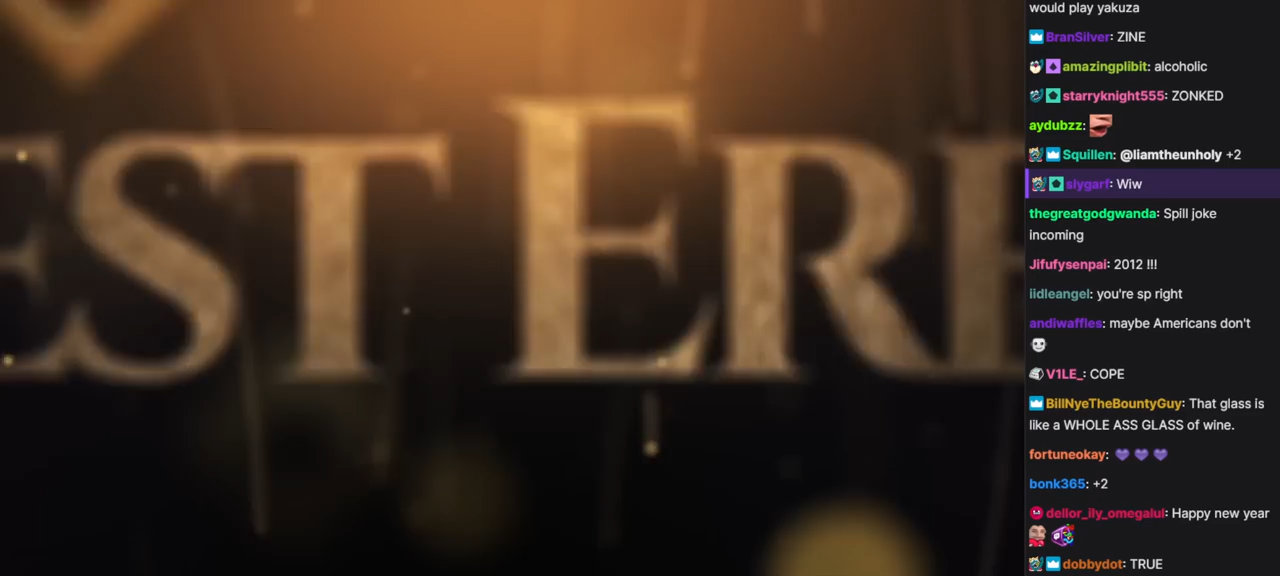 EST ERE
would play yakuza
BranSilver: ZINE
amazingplibit: alcoholic
starryknight555: ZONKED
aydubzz:
Squillen: @liamtheunholy +2
slygarf: Wiw
thegreatgodgwanda: Spill joke
incoming
Jifufysenpai: 2012 !!!
iidleangel: you're sp right
andiwaffles: maybe Americans don't
V1LE_: COPE
BillNyeTheBountyGuy: That glass is
like a WHOLE ASS GLASS of wine.
fortuneokay: 💜 💜 💜
bonk365: +2
dellor_ily_omegalul: Happy new year
dobbydot: TRUE